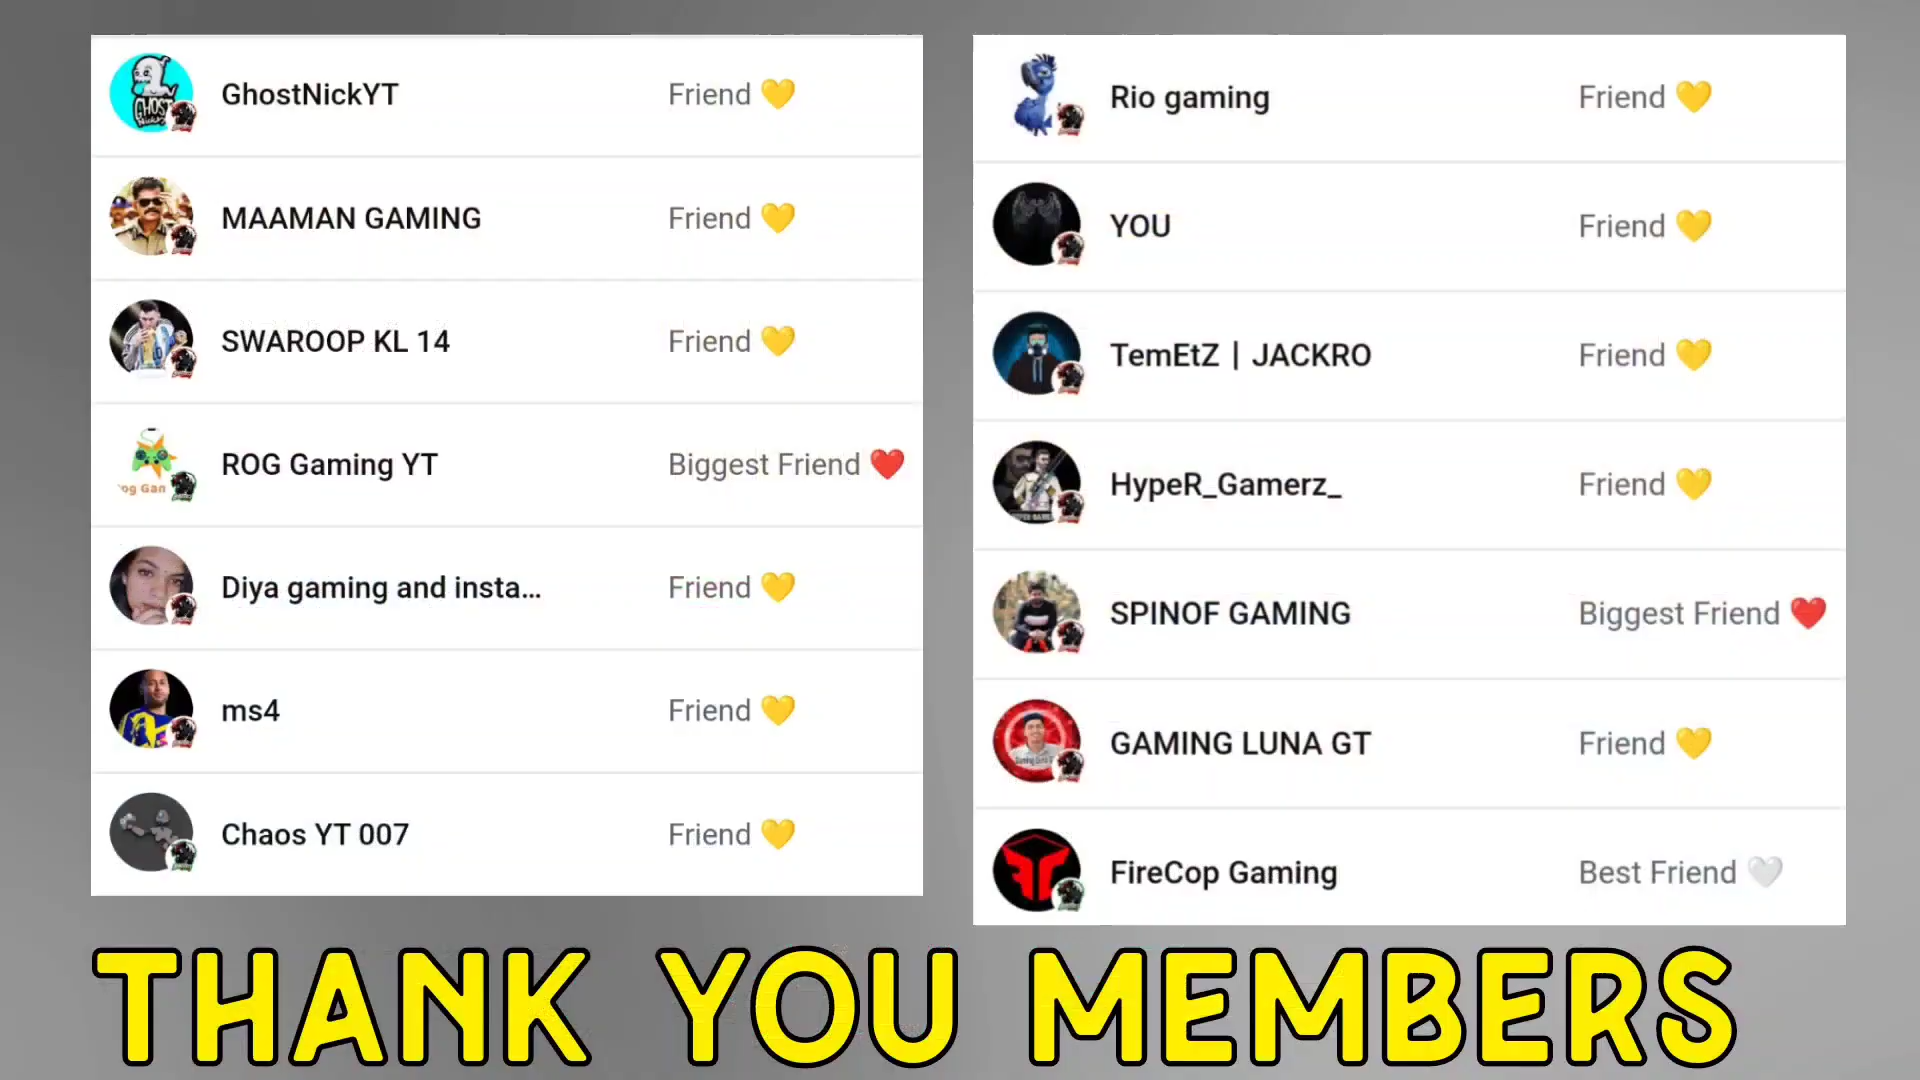 GhostNickYT Friend 💛
MAAMAN GAMING Friend 💛
SWAROOP KL 14 Friend 💛
ROG Gaming YT Biggest Friend ❤️
Diya gaming and insta... Friend 💛
ms4 Friend 💛
Chaos YT 007 Friend 💛
Rio gaming Friend 💛
YOU Friend 💛
TemEtZ | JACKRO Friend 💛
HypeR_Gamerz_ Friend 💛
SPINOF GAMING Biggest Friend ❤️
GAMING LUNA GT Friend 💛
FireCop Gaming Best Friend 🤍
THANK YOU MEMBERS